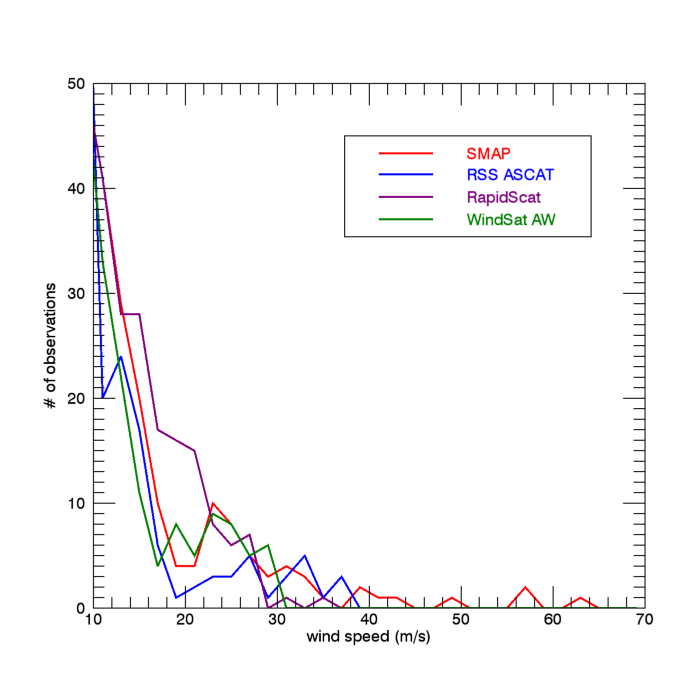 50
40
30
20
10
0
# of observations
SMAP
RSS ASCAT
RapidScat
WindSat AW
10 20 30 40 50 60 70
wind speed (m/s)